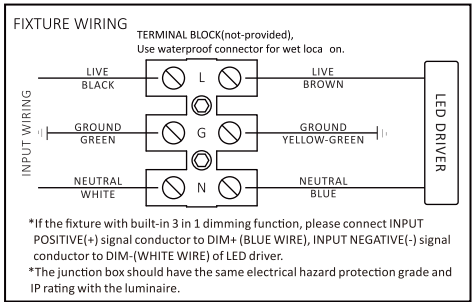 FIXTURE WIRING
TERMINAL BLOCK(not-provided),
Use waterproof connector for wet loca on.
LIVE
BLACK
L
LIVE
BROWN
INPUT WIRING
GROUND
GREEN
G
GROUND
YELLOW-GREEN
LED DRIVER
NEUTRAL
WHITE
N
NEUTRAL
BLUE
*If the fixture with built-in 3 in 1 dimming function, please connect INPUT
POSITIVE(+) signal conductor to DIM+ (BLUE WIRE), INPUT NEGATIVE(-) signal
conductor to DIM-(WHITE WIRE) of LED driver.
*The junction box should have the same electrical hazard protection grade and
IP rating with the luminaire.